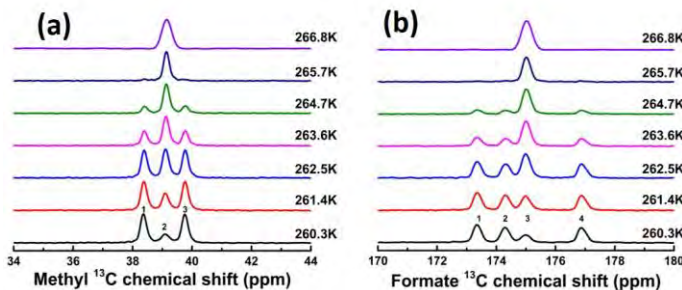 (a)
266.8K
265.7K
264.7K
263.6K
262.5K
261.4K
260.3K
1
2
3
34 36 38 40 42 44
Methyl ¹³C chemical shift (ppm)
(b)
266.8K
265.7K
264.7K
263.6K
262.5K
261.4K
260.3K
1 2 3 4
170 172 174 176 178 180
Formate ¹³C chemical shift (ppm)